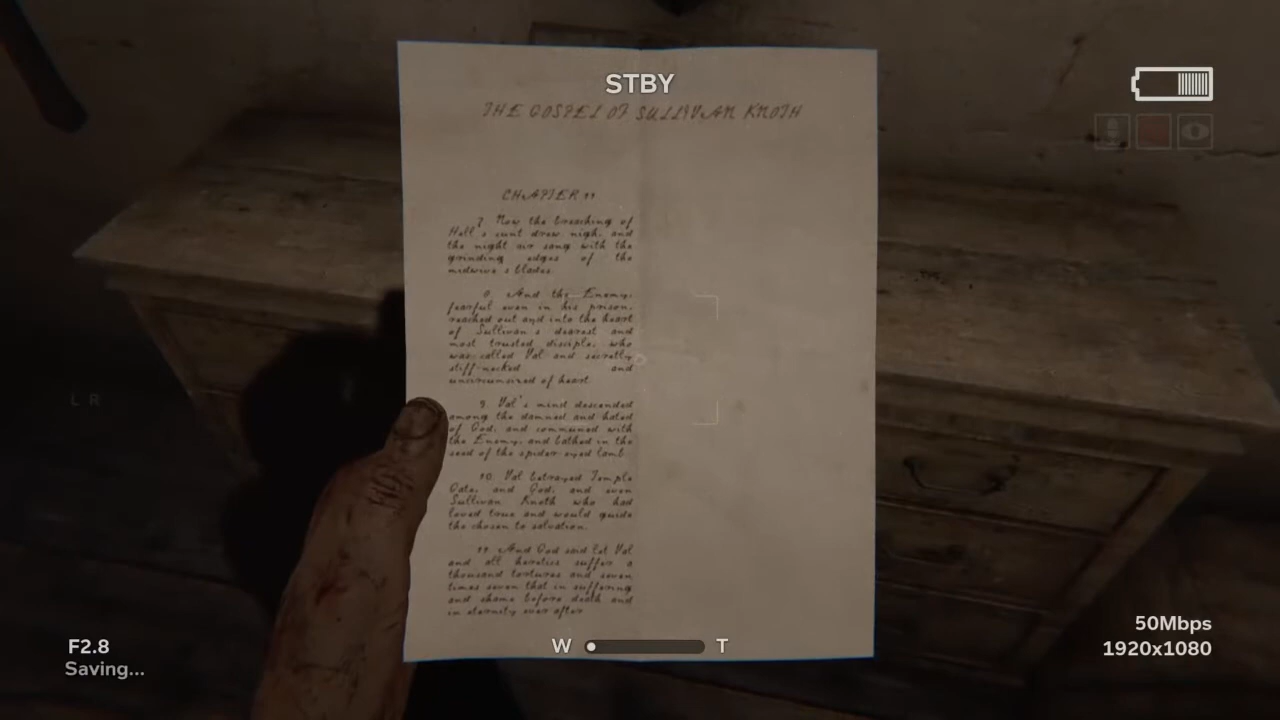 STBY
THE GOSPEL OF SULLIVAN KNOTH
CHAPTER 11
7. Now the breaching of
Hell's cunt drew nigh, and
the night air sang with the
grinding edges of the
midwive's blades.
8. And the Enemy,
fearful even in his prison,
reached out and into the heart
of Sullivan's dearest and
most trusted disciple, who
was called Val and secretly
stiff-necked and
uncircumcised of heart.
9. Val's mind descended
among the damned and hated
of God, and communed with
the Enemy, and bathed in the
seed of the spider-eyed lamb.
10. Val betrayed Temple
Gate, and God, and even
Sullivan Knoth who had
loved true and would guide
the chosen to salvation.
11. And God said let Val
and all heretics suffer a
thousand tortures and seven
times seven that in suffering
and shame before death and
in eternity ever after
L R
F2.8
Saving...
W T
50Mbps
1920x1080